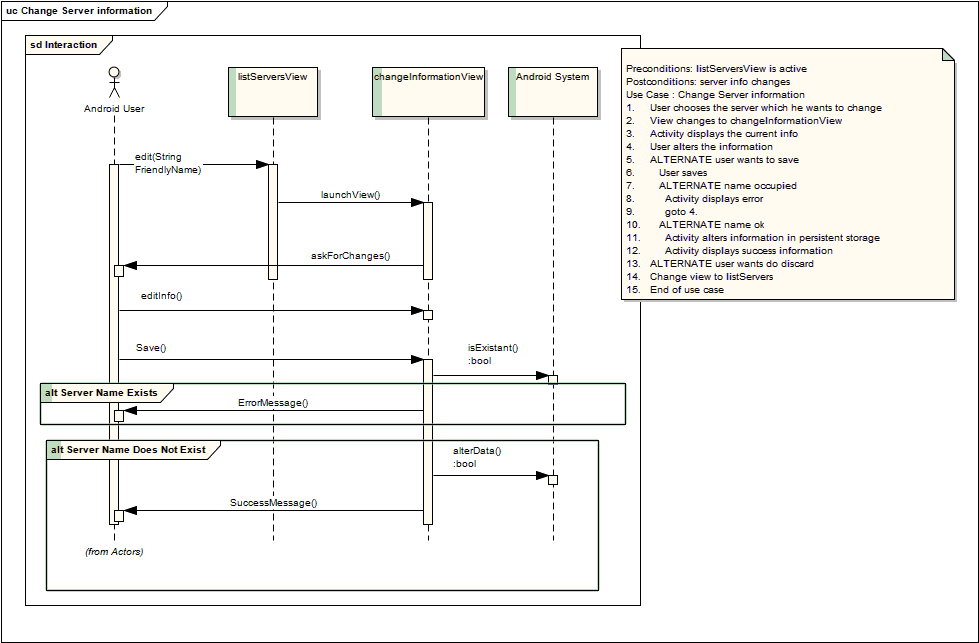 uc Change Server information
sd Interaction
Android User
listServersView
changeInformationView
Android System
Preconditions: listServersView is active
Postconditions: server info changes
Use Case : Change Server information
1. User chooses the server which he wants to change
2. View changes to changeInformationView
3. Activity displays the current info
4. User alters the information
5. ALTERNATE user wants to save
6. User saves
7. ALTERNATE name occupied
8. Activity displays error
9. goto 4.
10. ALTERNATE name ok
11. Activity alters information in persistent storage
12. Activity displays success information
13. ALTERNATE user wants do discard
14. Change view to listServers
15. End of use case
edit(String
FriendlyName)
launchView()
askForChanges()
editInfo()
Save()
isExistant()
:bool
alt Server Name Exists
ErrorMessage()
alt Server Name Does Not Exist
alterData()
:bool
SuccessMessage()
(from Actors)